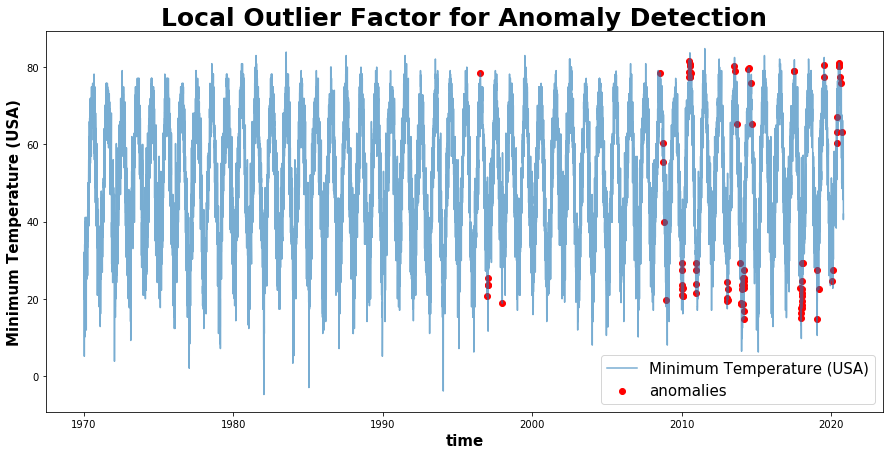 Local Outlier Factor for Anomaly Detection
Minimum Temperature (USA)
80
60
40
20
0
1970
1980
1990
2000
2010
2020
time
Minimum Temperature (USA)
anomalies